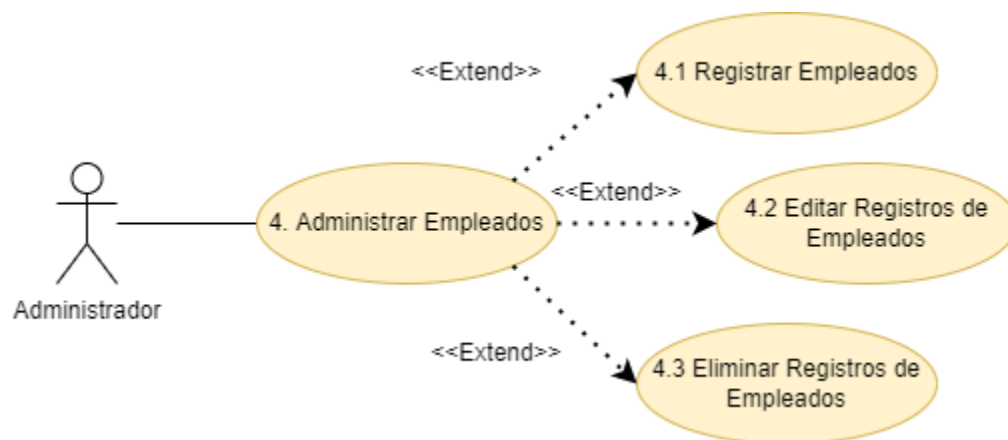 <<Extend>>
4.1 Registrar Empleados
4. Administrar Empleados
<<Extend>>
4.2 Editar Registros de
Empleados
Administrador
<<Extend>>
4.3 Eliminar Registros de
Empleados